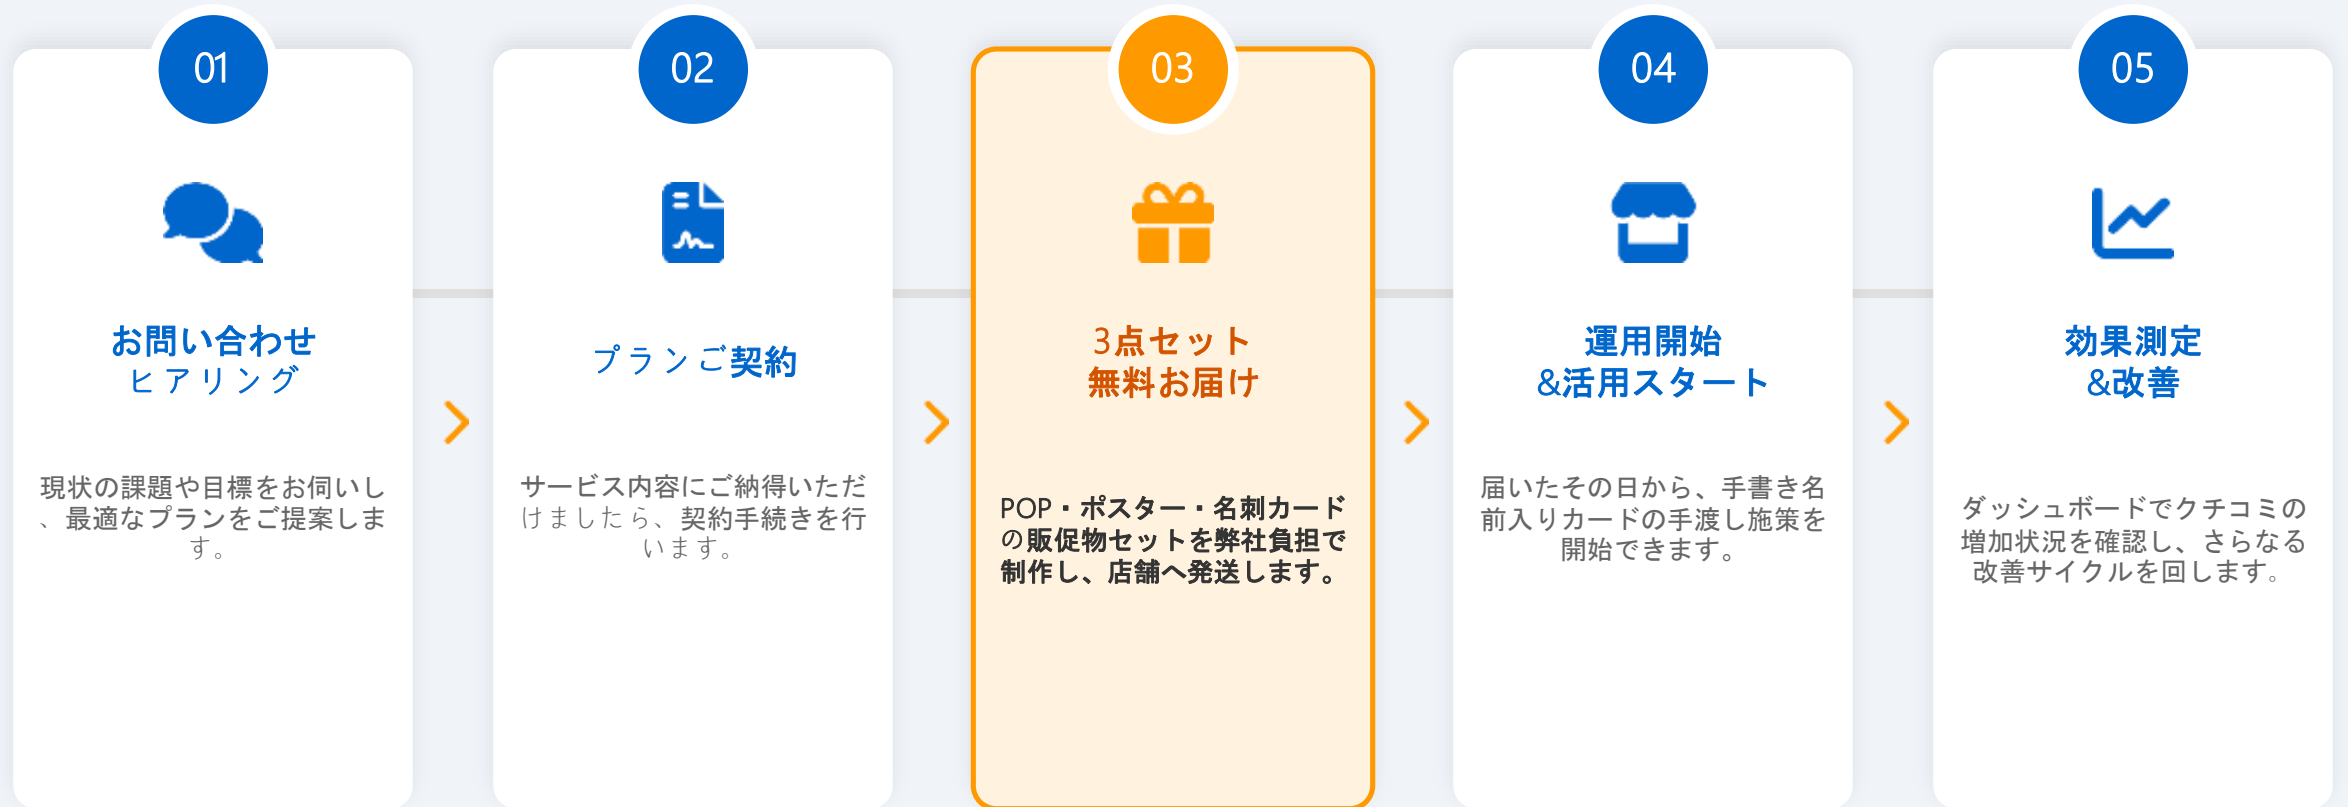 01
お問い合わせ
ヒアリング
現状の課題や目標をお伺いし
、最適なプランをご提案しま
す。
02
プランご契約
サービス内容にご納得いただ
けましたら、契約手続きを行
います。
03
3点セット
無料お届け
POP・ポスター・名刺カード
の販促物セットを弊社負担で
制作し、店舗へ発送します。
04
運用開始
&活用スタート
届いたその日から、手書き名
前入りカードの手渡し施策を
開始できます。
05
効果測定
&改善
ダッシュボードでクチコミの
増加状況を確認し、さらなる
改善サイクルを回します。